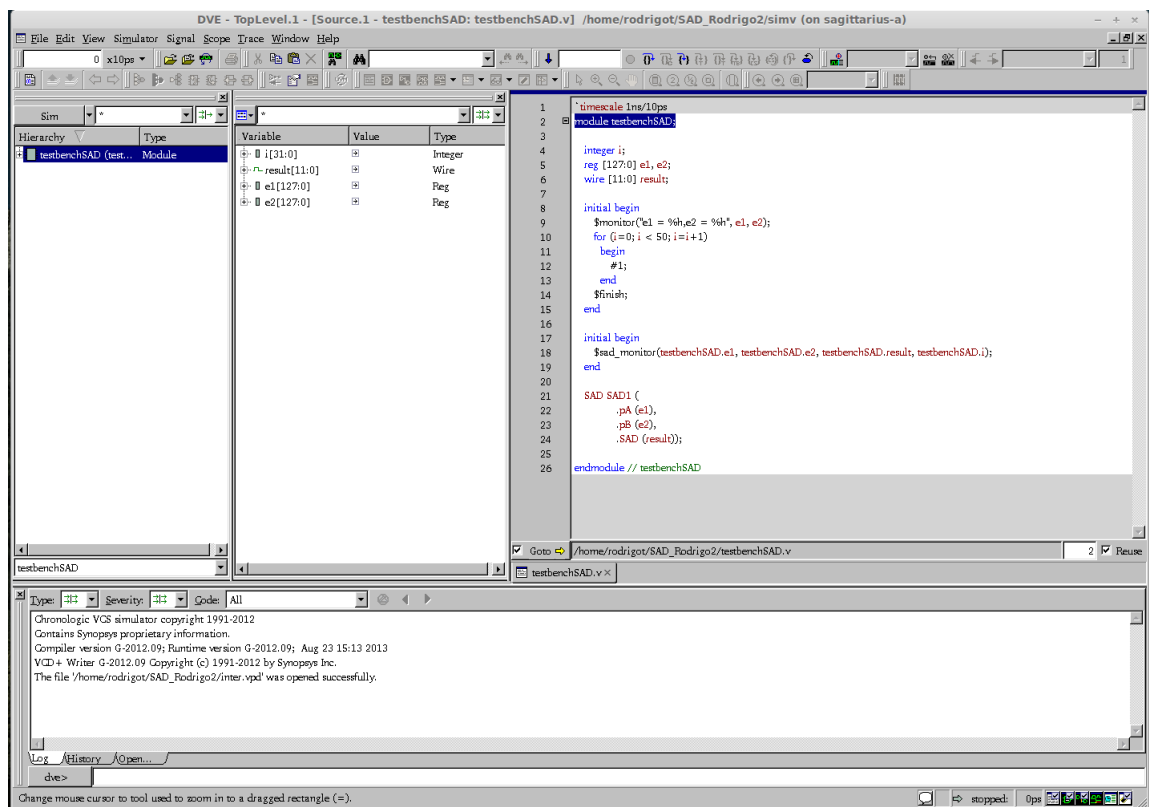 DVE - TopLevel.1 - [Source.1 - testbenchSAD: testbenchSAD.v] /home/rodrigot/SAD_Rodrigo2/simv (on sagittarius-a)
File Edit View Simulator Signal Scope Trace Window Help
0 x10ps
1
Sim *
Hierarchy Type
testbenchSAD (test... Module
testbenchSAD
*
Variable Value Type
i[31:0] Integer
result[11:0] Wire
e1[127:0] Reg
e2[127:0] Reg
1 `timescale 1ns/10ps
2 module testbenchSAD;
3
4 integer i;
5 reg [127:0] e1, e2;
6 wire [11:0] result;
7
8 initial begin
9 $monitor("e1 = %h,e2 = %h", e1, e2);
10 for (i=0; i < 50; i=i+1)
11 begin
12 #1;
13 end
14 $finish;
15 end
16
17 initial begin
18 $sad_monitor(testbenchSAD.e1, testbenchSAD.e2, testbenchSAD.result, testbenchSAD.i);
19 end
20
21 SAD SAD1 (
22 .pA (e1),
23 .pB (e2),
24 .SAD (result));
25
26 endmodule // testbenchSAD
Goto /home/rodrigot/SAD_Rodrigo2/testbenchSAD.v 2 Reuse
testbenchSAD.v
Type: Severity: Code: All
Chronologic VCS simulator copyright 1991-2012
Contains Synopsys proprietary information.
Compiler version G-2012.09; Runtime version G-2012.09; Aug 23 15:13 2013
VCD+ Writer G-2012.09 Copyright (c) 1991-2012 by Synopsys Inc.
The file '/home/rodrigot/SAD_Rodrigo2/inter.vpd' was opened successfully.
Log History Open...
dve>
Change mouse cursor to tool used to zoom in to a dragged rectangle (=).
stopped: 0ps